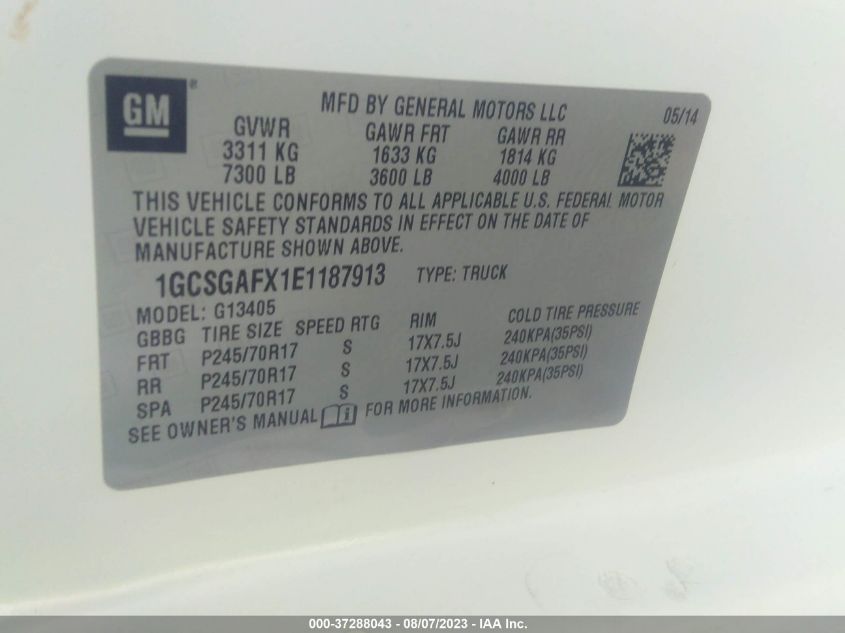 GM ®
MFD BY GENERAL MOTORS LLC 05/14
GVWR GAWR FRT GAWR RR
3311 KG 1633 KG 1814 KG
7300 LB 3600 LB 4000 LB
THIS VEHICLE CONFORMS TO ALL APPLICABLE U.S. FEDERAL MOTOR
VEHICLE SAFETY STANDARDS IN EFFECT ON THE DATE OF
MANUFACTURE SHOWN ABOVE.
1GCSGAFX1E1187913 TYPE: TRUCK
MODEL: G13405
GBBG TIRE SIZE SPEED RTG RIM COLD TIRE PRESSURE
FRT P245/70R17 S 17X7.5J 240KPA(35PSI)
RR P245/70R17 S 17X7.5J 240KPA(35PSI)
SPA P245/70R17 S 17X7.5J 240KPA(35PSI)
SEE OWNER'S MANUAL FOR MORE INFORMATION.
000-37288043 - 08/07/2023 - IAA Inc.